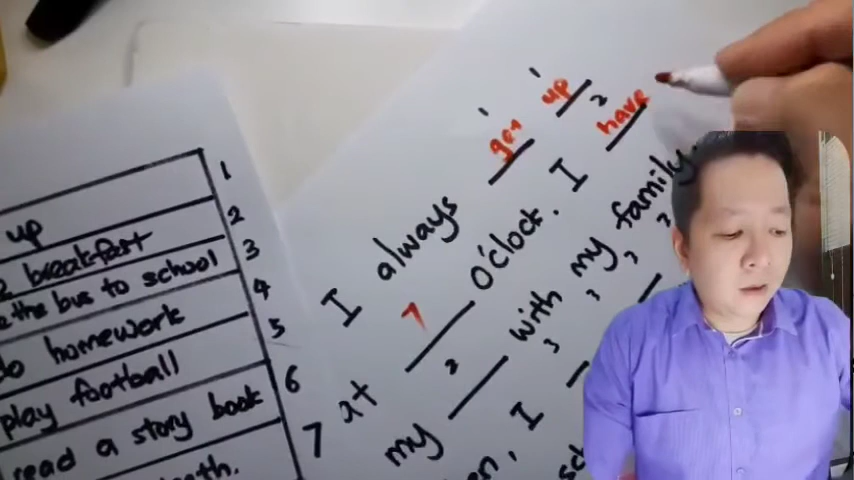 up
breakfast
the bus to school
do homework
play football
read a story book
1
2
3
4
5
6
7
I always get up
at 7 O'clock. I have
my with my family.
I